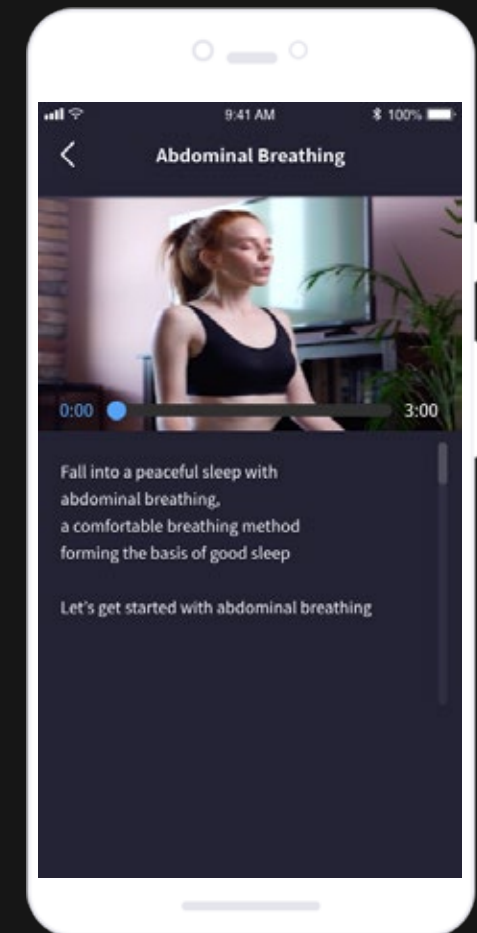 9:41 AM
100%
Abdominal Breathing
0:00
3:00
Fall into a peaceful sleep with
abdominal breathing,
a comfortable breathing method
forming the basis of good sleep
Let's get started with abdominal breathing